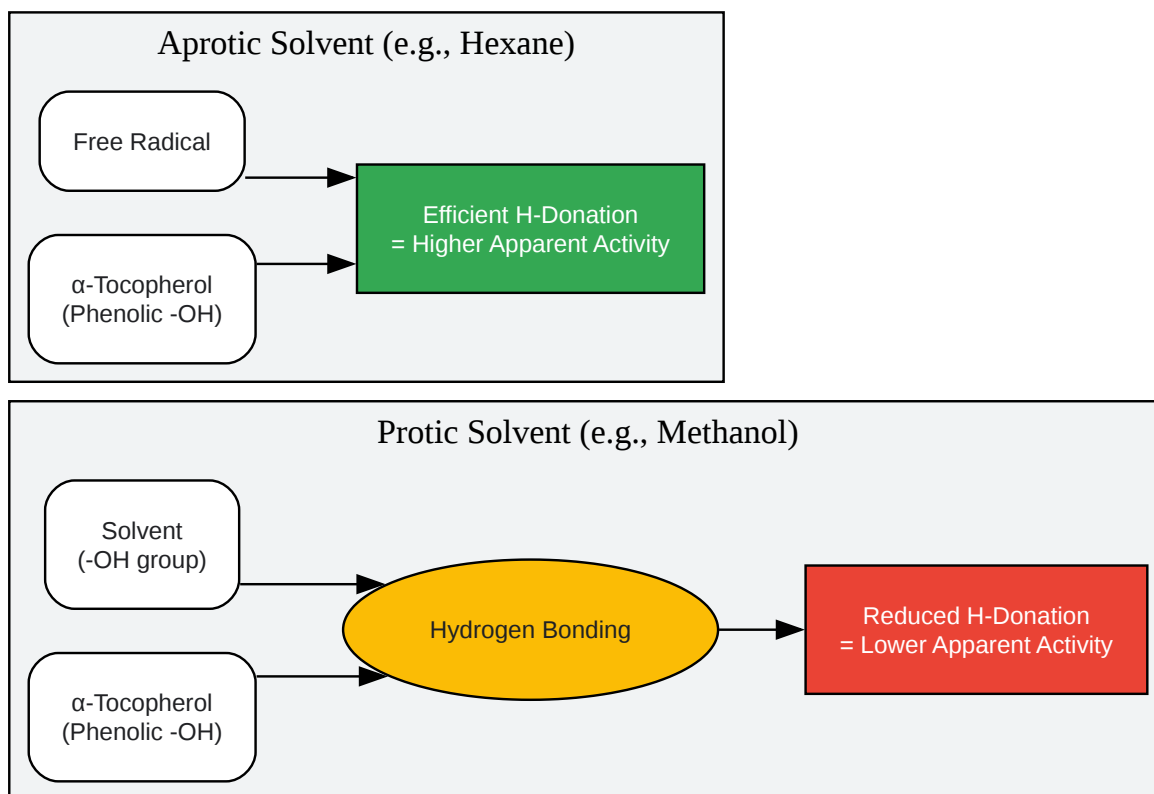 Aprotic Solvent (e.g., Hexane)
Free Radical
α-Tocopherol
(Phenolic -OH)
Efficient H-Donation
= Higher Apparent Activity
Protic Solvent (e.g., Methanol)
Solvent
(-OH group)
α-Tocopherol
(Phenolic -OH)
Hydrogen Bonding
Reduced H-Donation
= Lower Apparent Activity